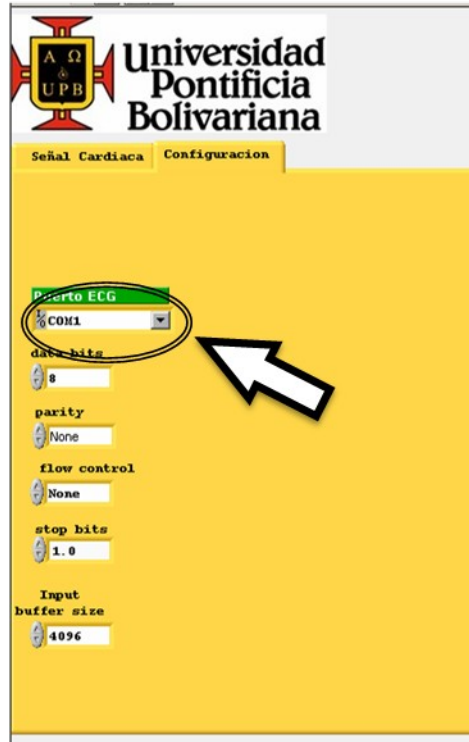 A Ω
&
UPB
Universidad
Pontificia
Bolivariana
Señal Cardiaca
Configuracion
Puerto ECG
I/O COM1
data bits
8
parity
None
flow control
None
stop bits
1.0
Input
buffer size
4096